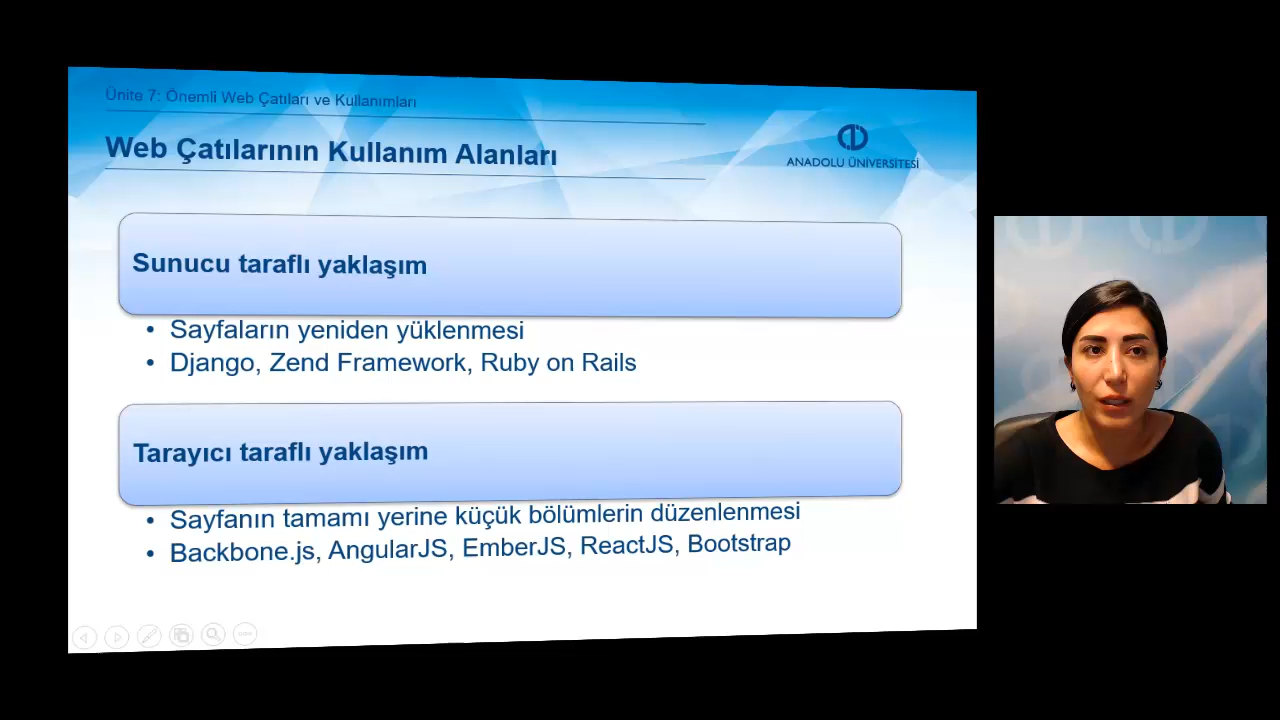 Ünite 7: Önemli Web Çatıları ve Kullanımları
Web Çatılarının Kullanım Alanları
ANADOLU ÜNİVERSİTESİ
Sunucu taraflı yaklaşım
• Sayfaların yeniden yüklenmesi
• Django, Zend Framework, Ruby on Rails
Tarayıcı taraflı yaklaşım
• Sayfanın tamamı yerine küçük bölümlerin düzenlenmesi
• Backbone.js, AngularJS, EmberJS, ReactJS, Bootstrap